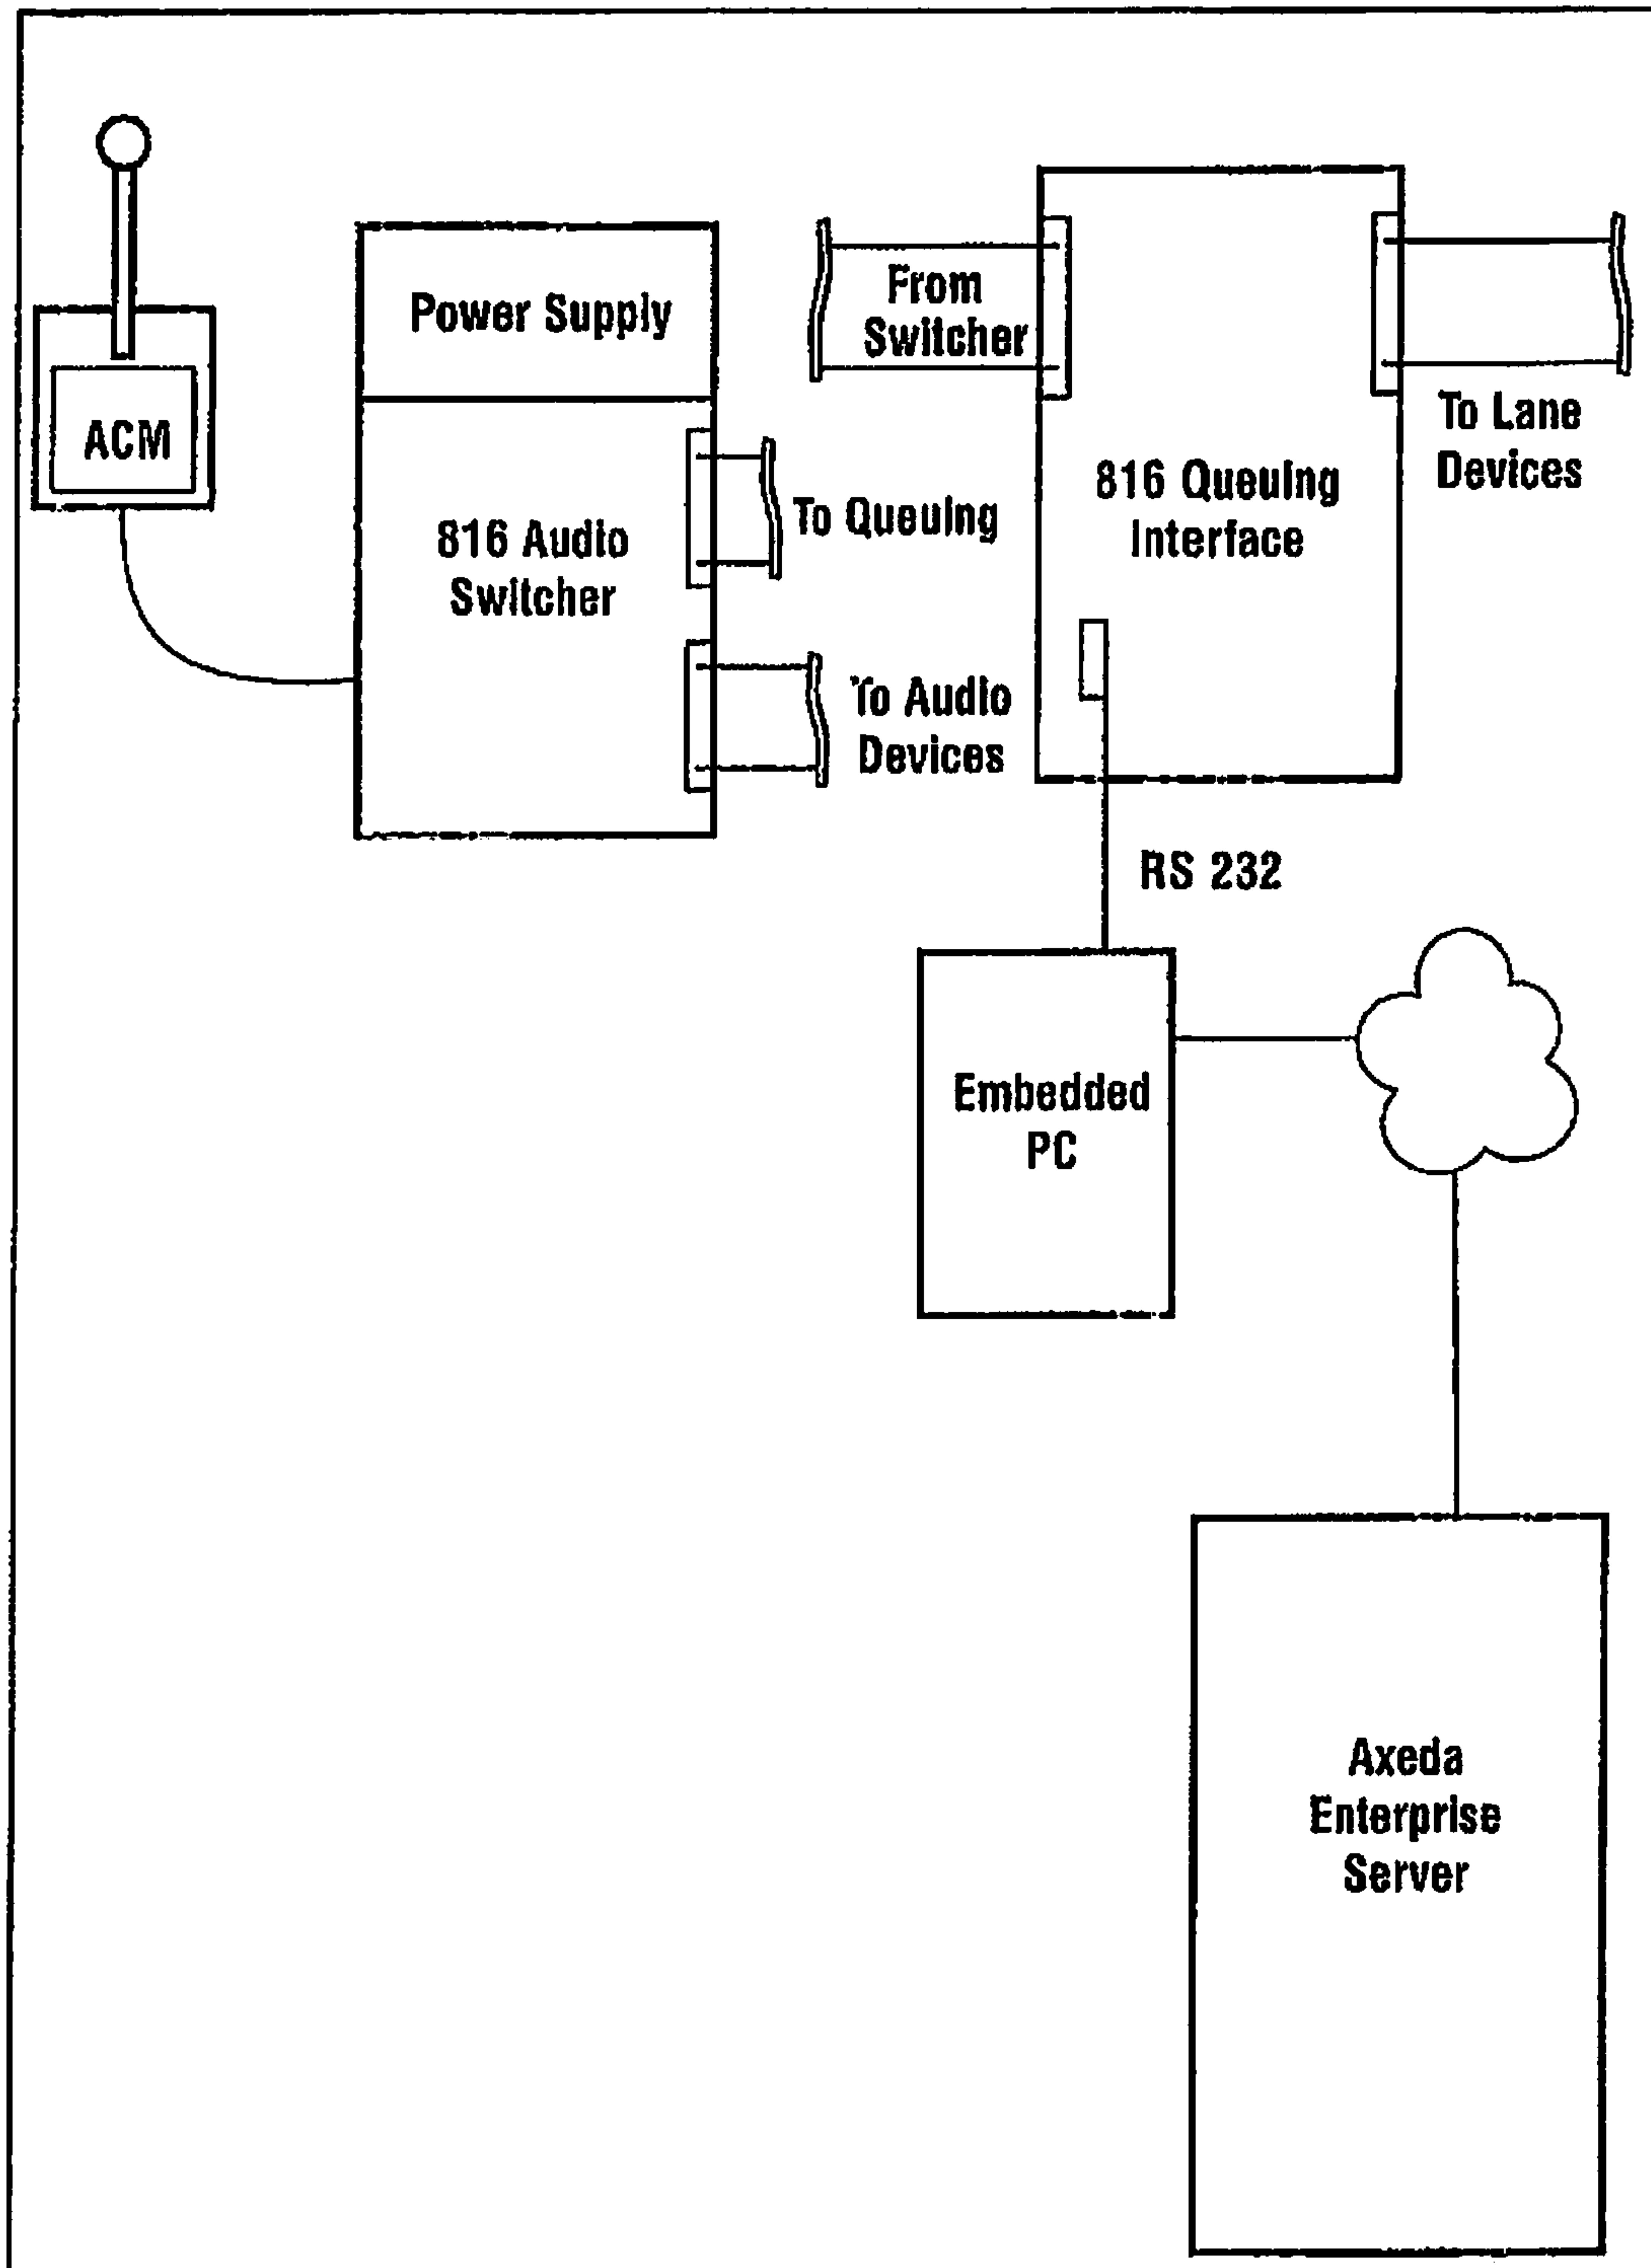 Power Supply
ACM
816 Audio
Switcher
To Queuing
To Audio
Devices
From
Switcher
816 Queuing
Interface
To Lane
Devices
RS 232
Embedded
PC
Axeda
Enterprise
Server